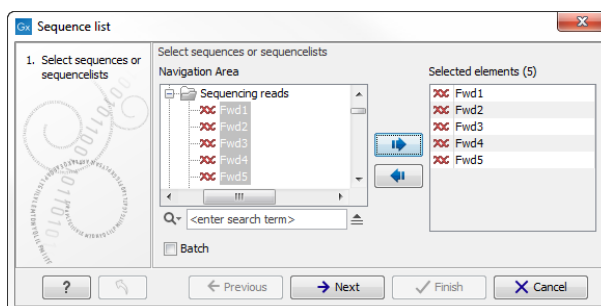 Gx Sequence list
1. Select sequences or
sequencelists
Select sequences or sequencelists
Navigation Area
Sequencing reads
Fwd1
Fwd2
Fwd3
Fwd4
Fwd5
<enter search term>
Batch
Selected elements (5)
Fwd1
Fwd2
Fwd3
Fwd4
Fwd5
?
Previous
Next
Finish
Cancel